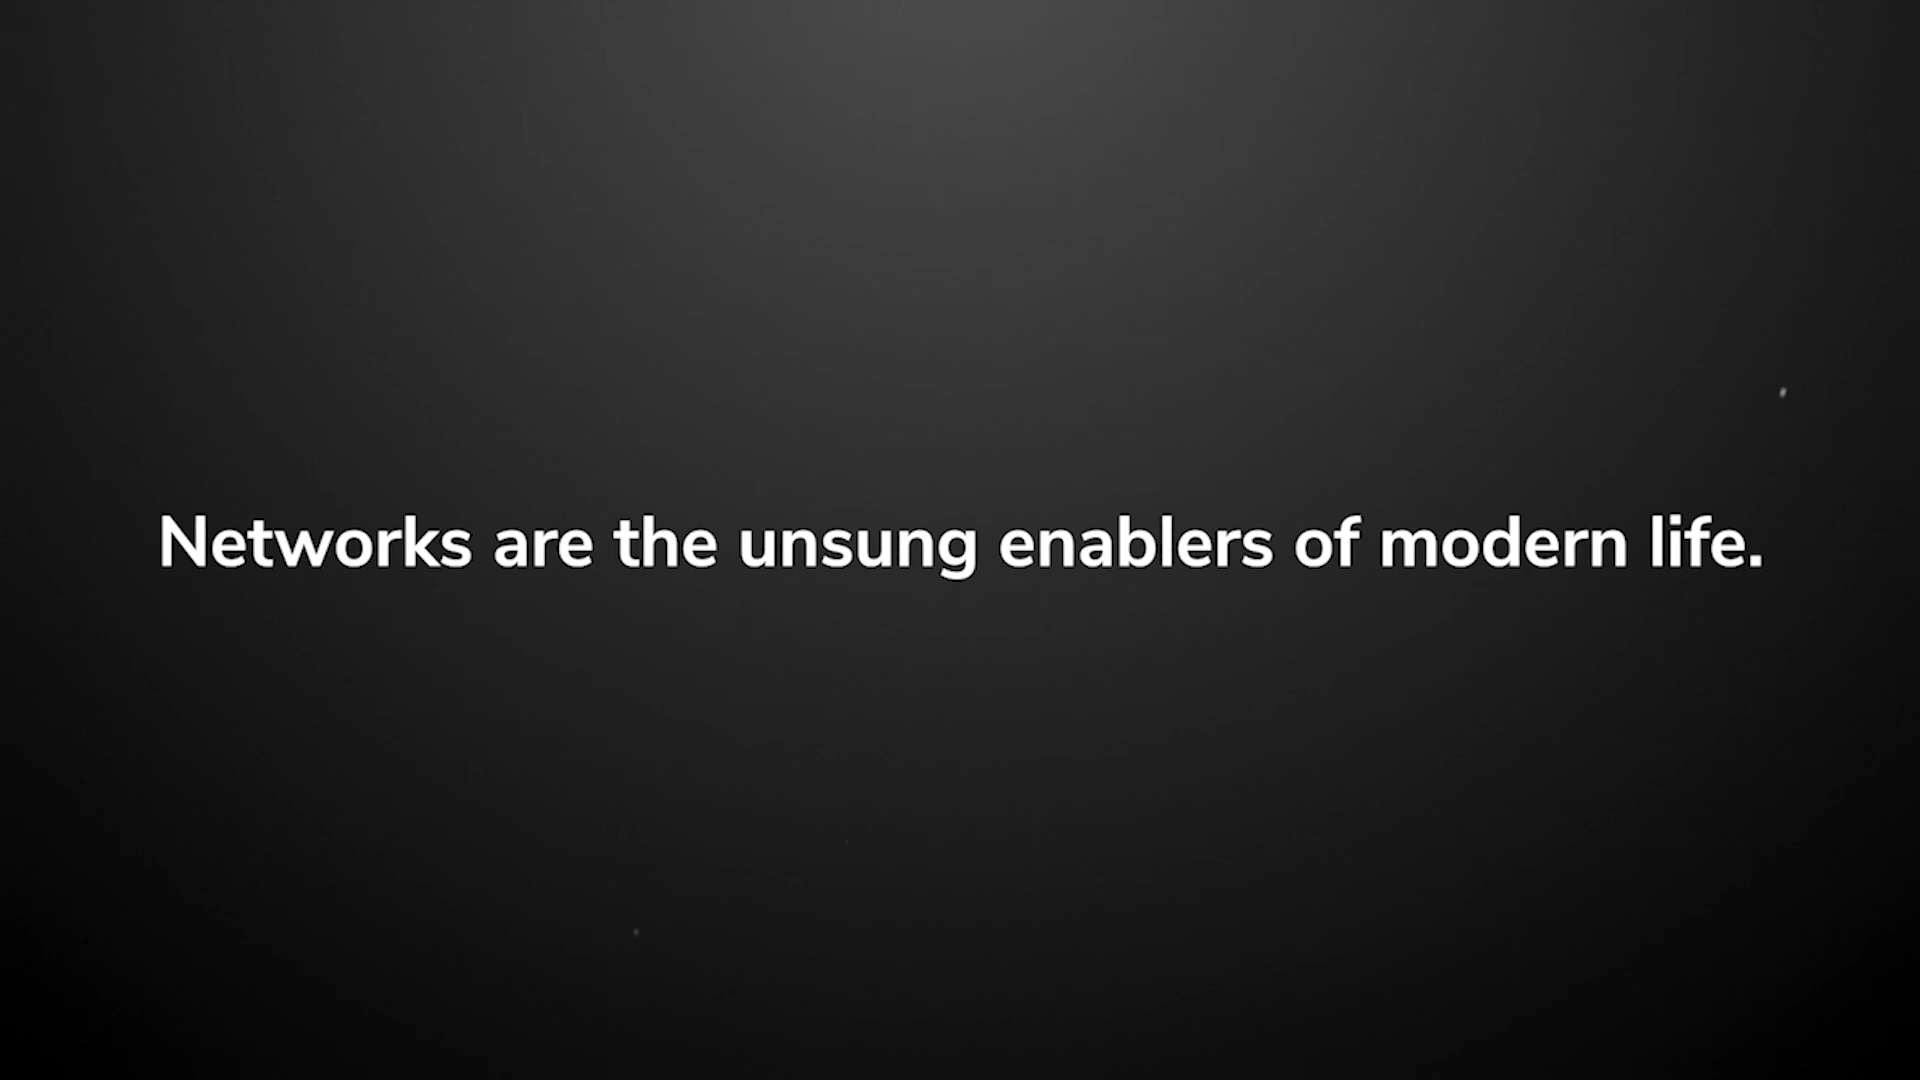 Networks are the unsung enablers of modern life.